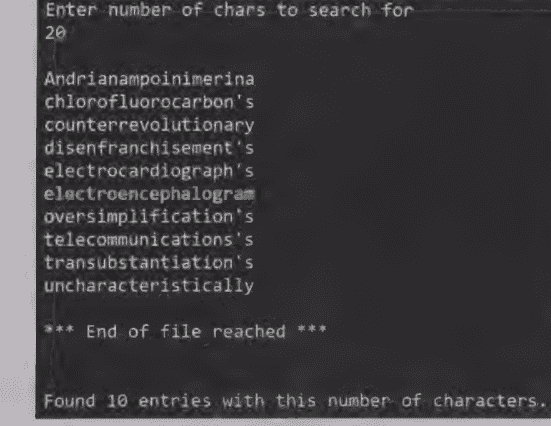 Enter number of chars to search for
20
Andrianampoinimerina
chlorofluorocarbon's
counterrevolutionary
disenfranchisement's
electrocardiograph's
electroencephalogram
oversimplification's
telecommunications's
transubstantiation's
uncharacteristically
*** End of file reached ***
Found 10 entries with this number of characters.